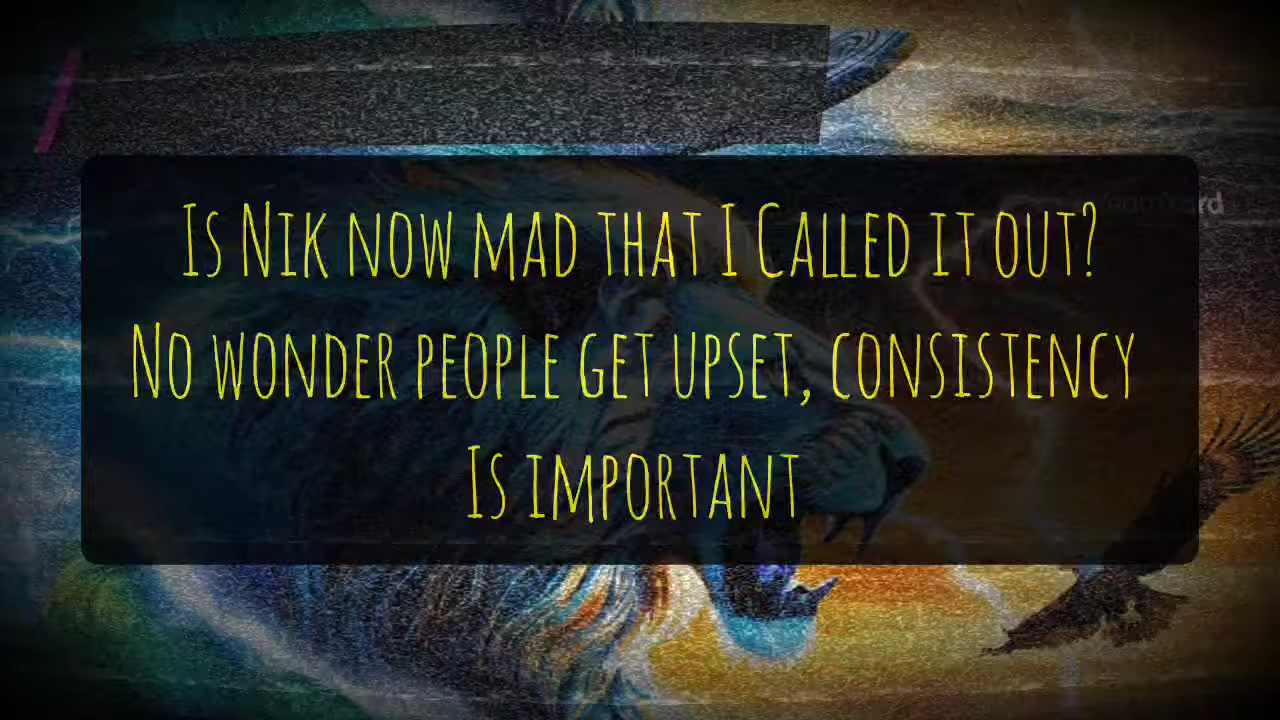 Is Nik now mad that I Called it out?
No wonder people get upset, consistency
Is important